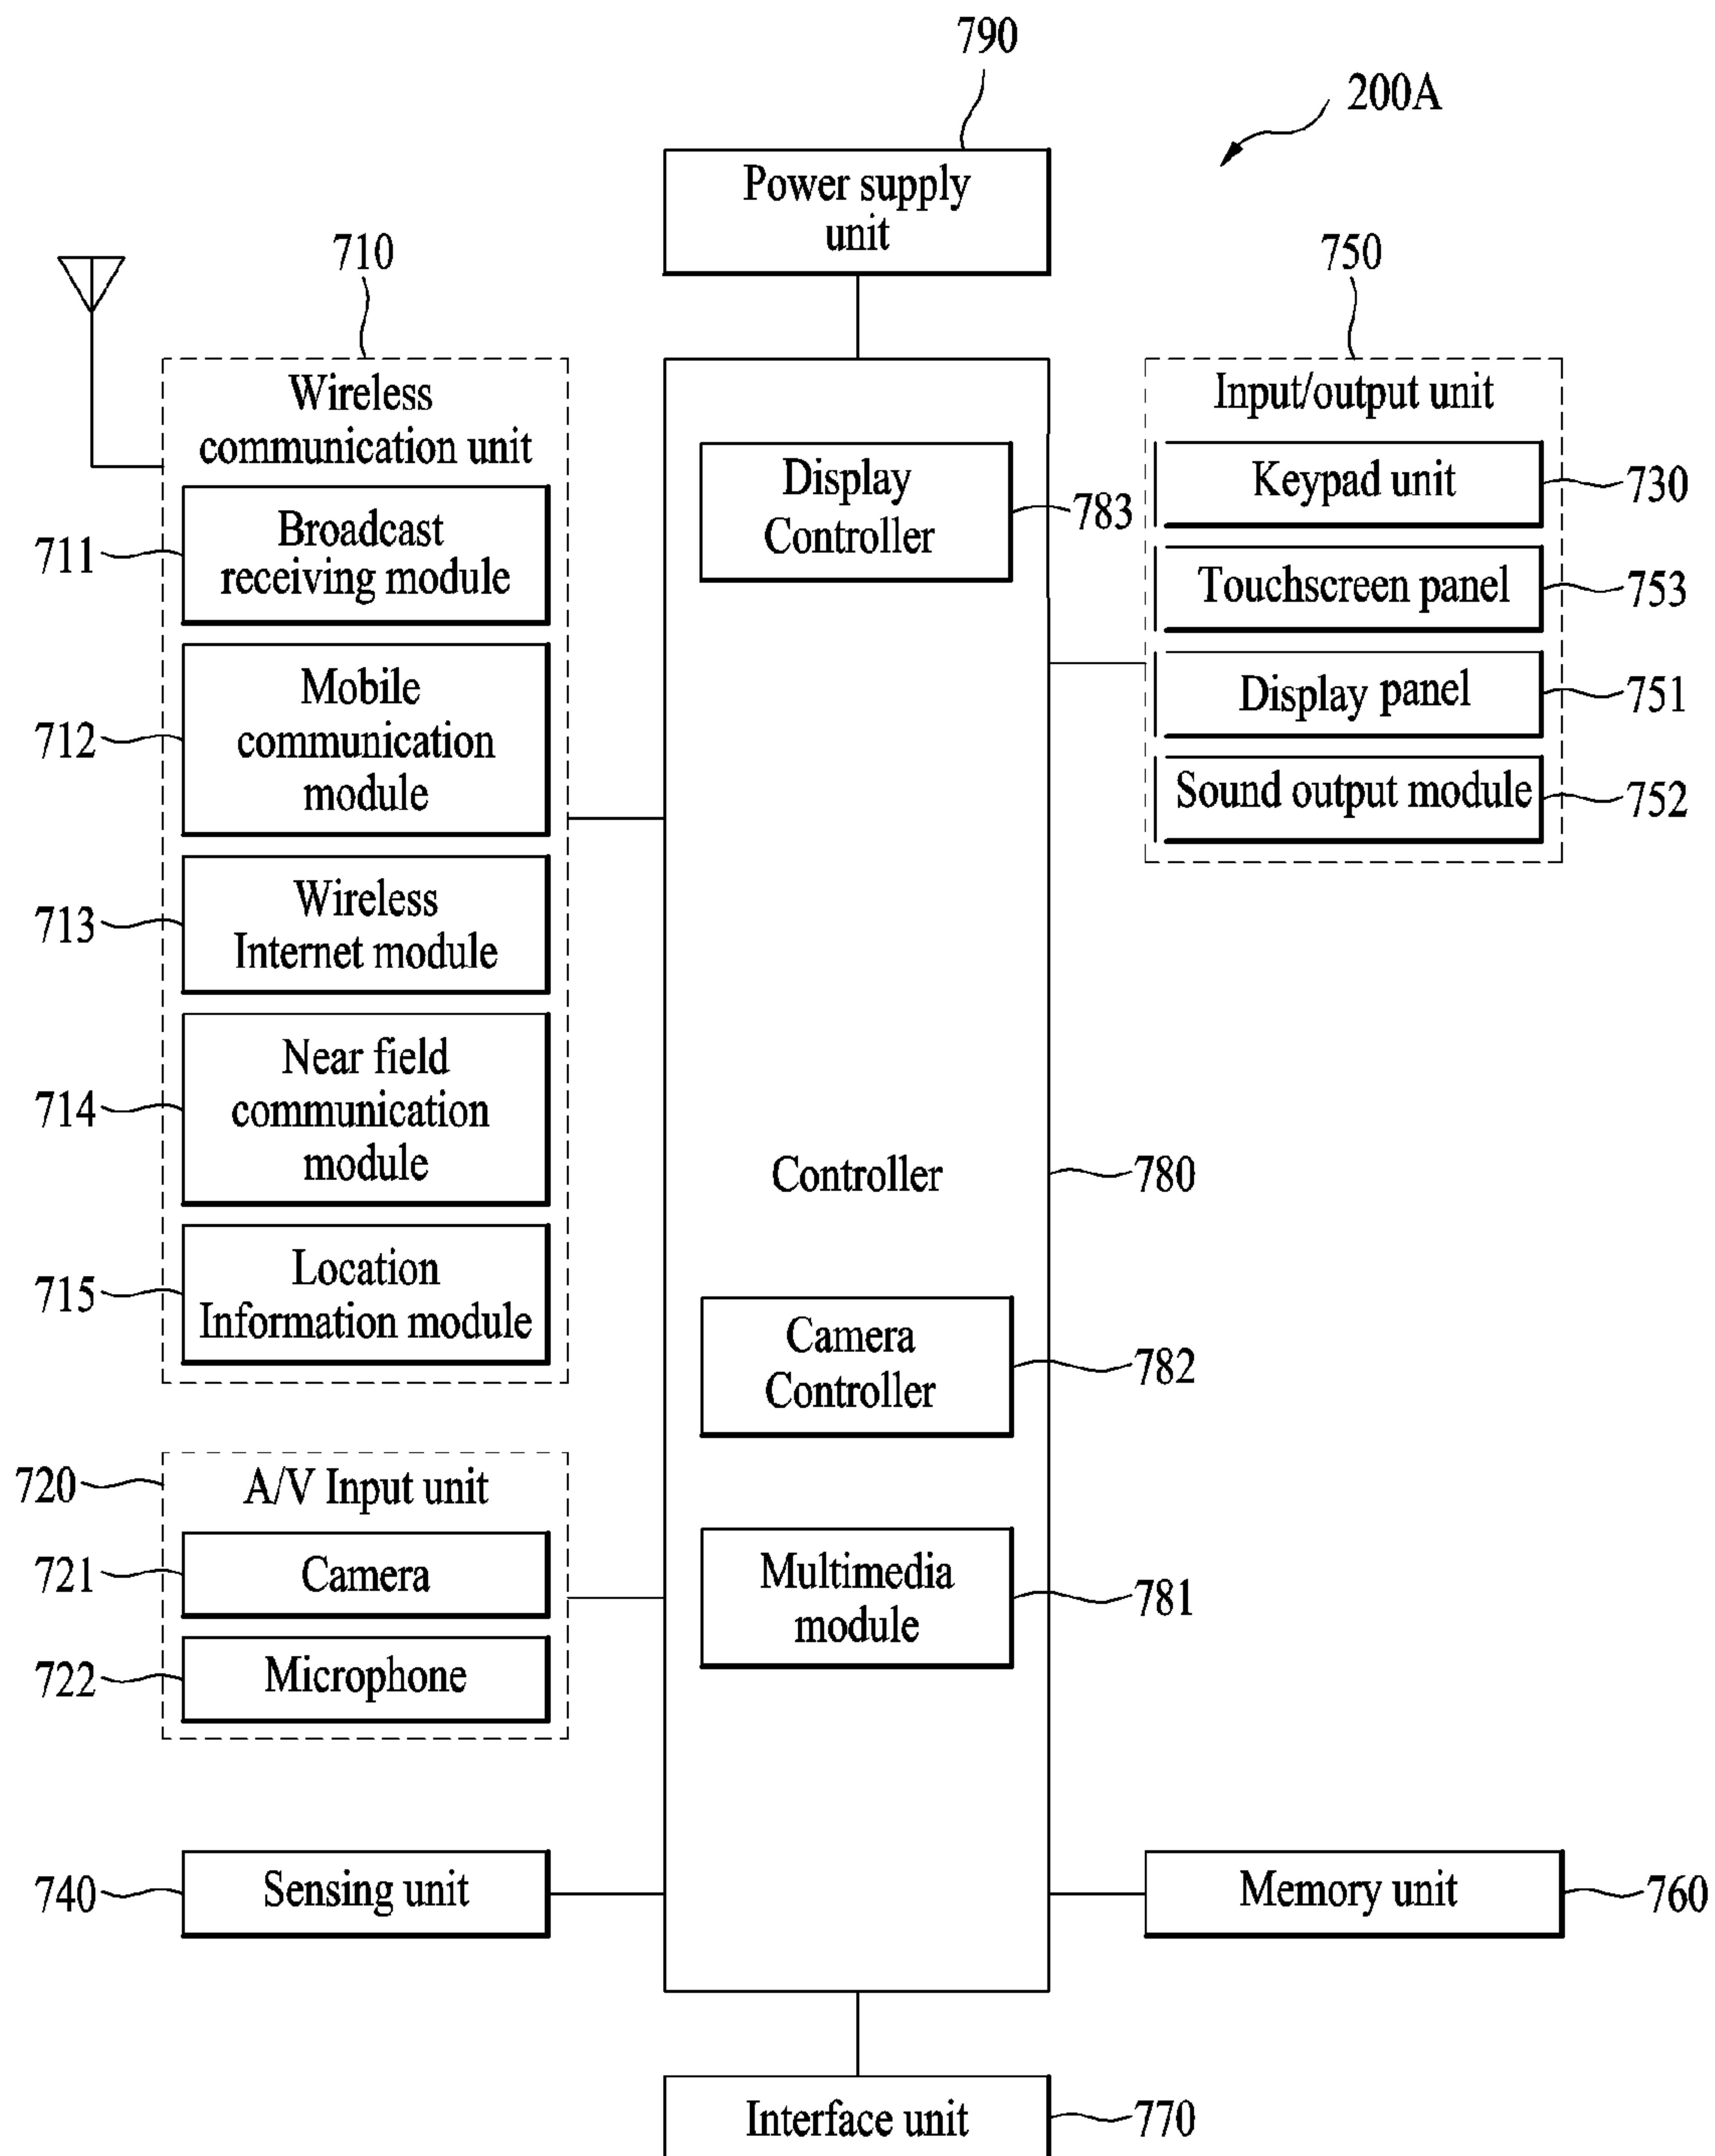 790
200A
Power supply
unit
710
750
Wireless
communication unit
Input/output unit
Display
Controller
783
Keypad unit
730
711
Broadcast
receiving module
Touchscreen panel
753
712
Mobile
communication
module
Display panel
751
Sound output module
752
713
Wireless
Internet module
714
Near field
communication
module
Controller
780
715
Location
Information module
Camera
Controller
782
720
A/V Input unit
721
Camera
Multimedia
module
781
722
Microphone
740
Sensing unit
Memory unit
760
Interface unit
770